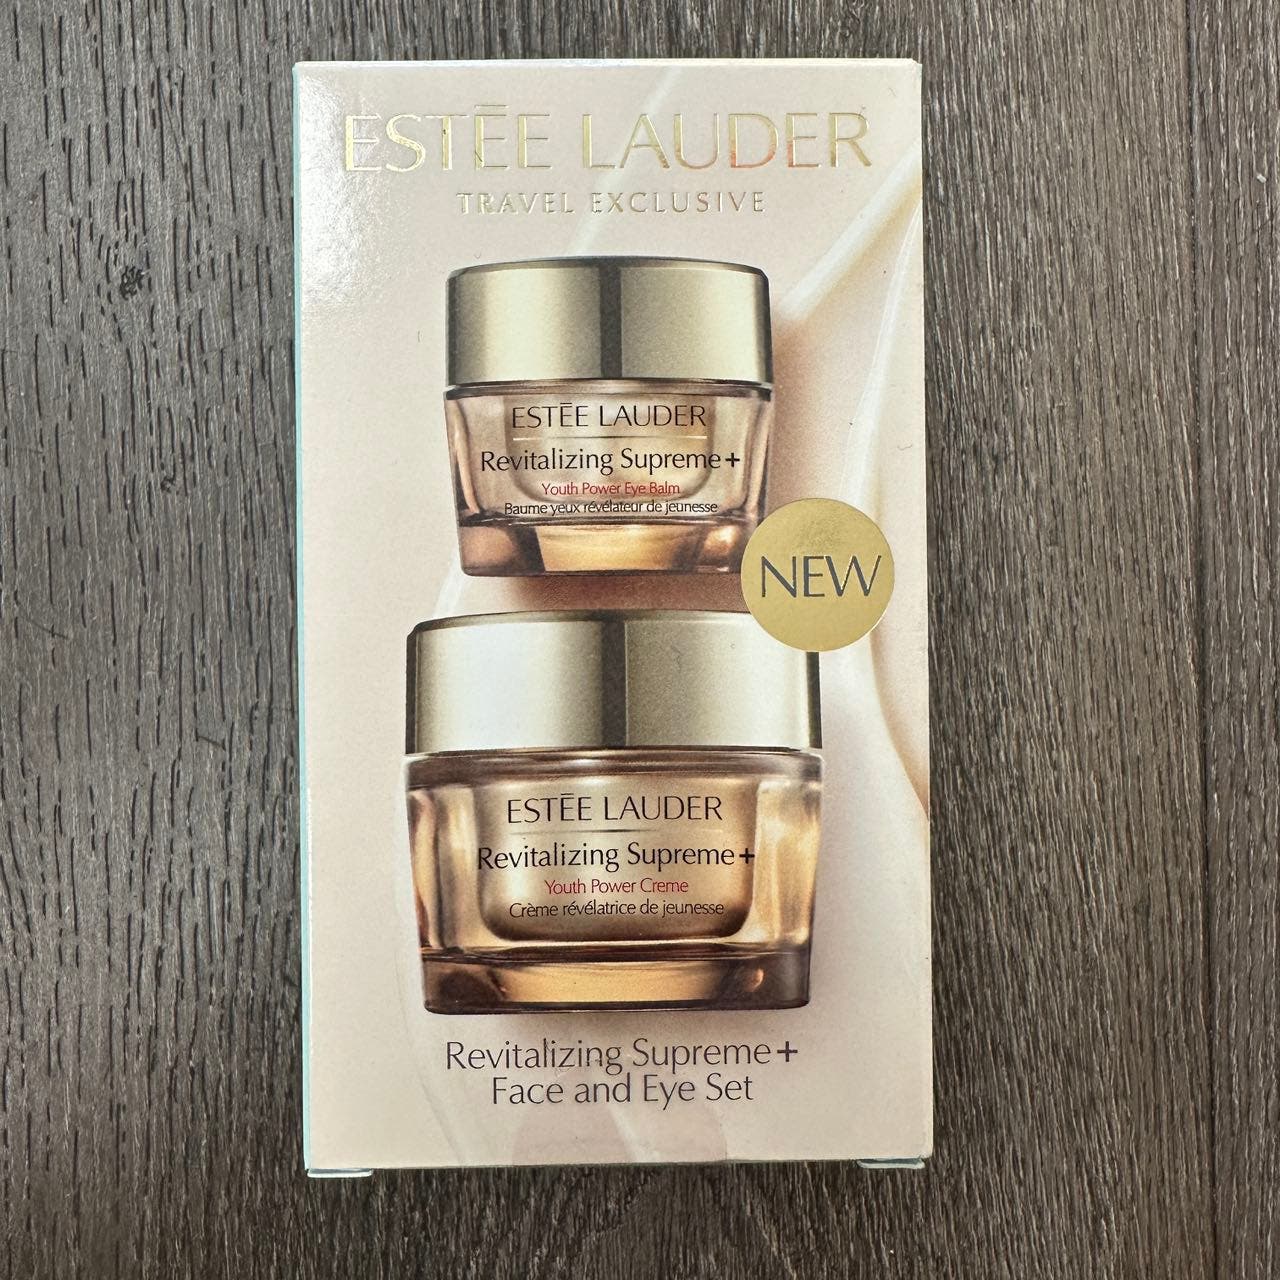 ESTĒE LAUDER
TRAVEL EXCLUSIVE
ESTĒE LAUDER
Revitalizing Supreme+
Youth Power Eye Balm
Baume yeux révélateur de jeunesse
NEW
ESTĒE LAUDER
Revitalizing Supreme+
Youth Power Creme
Crème révélatrice de jeunesse
Revitalizing Supreme+
Face and Eye Set